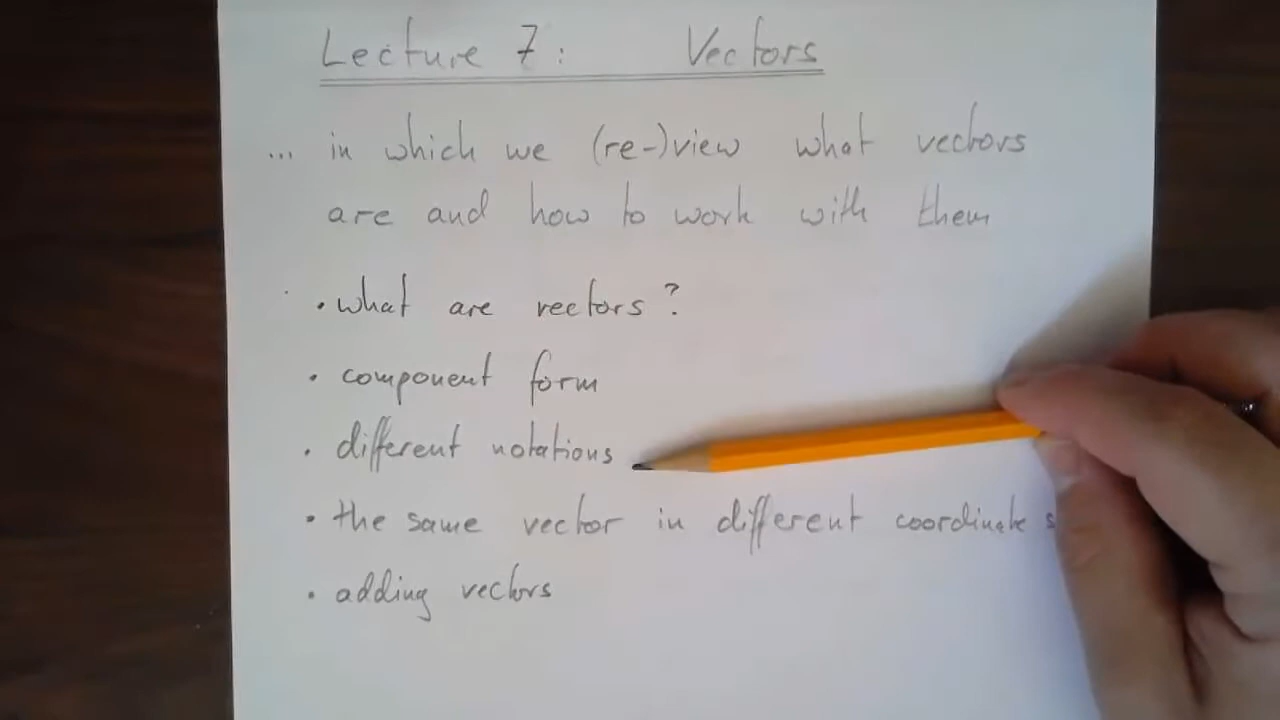 Lecture 7: Vectors
... in which we (re-)view what vectors
are and how to work with them
• what are vectors?
• component form
• different notations
• the same vector in different coordinate s
• adding vectors